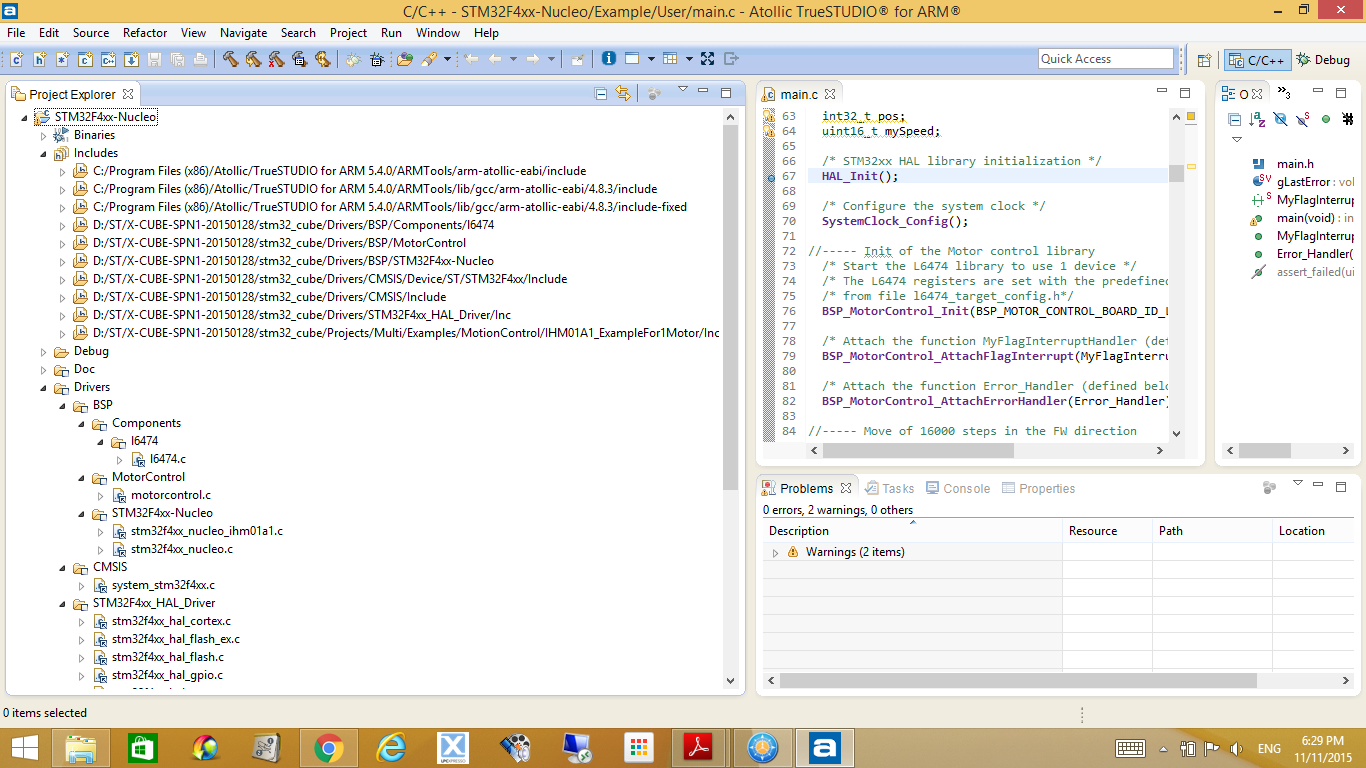 C/C++ - STM32F4xx-Nucleo/Example/User/main.c - Atollic TrueSTUDIO® for ARM®
File Edit Source Refactor View Navigate Search Project Run Window Help
Quick Access
C/C++
Debug
Project Explorer
STM32F4xx-Nucleo
Binaries
Includes
C:/Program Files (x86)/Atollic/TrueSTUDIO for ARM 5.4.0/ARMTools/arm-atollic-eabi/include
C:/Program Files (x86)/Atollic/TrueSTUDIO for ARM 5.4.0/ARMTools/lib/gcc/arm-atollic-eabi/4.8.3/include
C:/Program Files (x86)/Atollic/TrueSTUDIO for ARM 5.4.0/ARMTools/lib/gcc/arm-atollic-eabi/4.8.3/include-fixed
D:/ST/X-CUBE-SPN1-20150128/stm32_cube/Drivers/BSP/Components/l6474
D:/ST/X-CUBE-SPN1-20150128/stm32_cube/Drivers/BSP/MotorControl
D:/ST/X-CUBE-SPN1-20150128/stm32_cube/Drivers/BSP/STM32F4xx-Nucleo
D:/ST/X-CUBE-SPN1-20150128/stm32_cube/Drivers/CMSIS/Device/ST/STM32F4xx/Include
D:/ST/X-CUBE-SPN1-20150128/stm32_cube/Drivers/CMSIS/Include
D:/ST/X-CUBE-SPN1-20150128/stm32_cube/Drivers/STM32F4xx_HAL_Driver/Inc
D:/ST/X-CUBE-SPN1-20150128/stm32_cube/Projects/Multi/Examples/MotionControl/IHM01A1_ExampleFor1Motor/Inc
Debug
Doc
Drivers
BSP
Components
l6474
l6474.c
MotorControl
motorcontrol.c
STM32F4xx-Nucleo
stm32f4xx_nucleo_ihm01a1.c
stm32f4xx_nucleo.c
CMSIS
system_stm32f4xx.c
STM32F4xx_HAL_Driver
stm32f4xx_hal_cortex.c
stm32f4xx_hal_flash_ex.c
stm32f4xx_hal_flash.c
stm32f4xx_hal_gpio.c
main.c
63 int32_t pos;
64 uint16_t mySpeed;
65
66 /* STM32xx HAL library initialization */
67 HAL_Init();
68
69 /* Configure the system clock */
70 SystemClock_Config();
71
72 //----- Init of the Motor control library
73 /* Start the L6474 library to use 1 device */
74 /* The L6474 registers are set with the predefined
75 /* from file l6474_target_config.h*/
76 BSP_MotorControl_Init(BSP_MOTOR_CONTROL_BOARD_ID_L
77
78 /* Attach the function MyFlagInterruptHandler (def
79 BSP_MotorControl_AttachFlagInterrupt(MyFlagInterru
80
81 /* Attach the function Error_Handler (defined belo
82 BSP_MotorControl_AttachErrorHandler(Error_Handler)
83
84 //----- Move of 16000 steps in the FW direction
O
3
main.h
gLastError : vo
MyFlagInterrup
main(void) : in
MyFlagInterrup
Error_Handler(
assert_failed(ui
Problems Tasks Console Properties
0 errors, 2 warnings, 0 others
Description Resource Path Location
Warnings (2 items)
0 items selected
LPCXPRESSO
ENG
6:29 PM
11/11/2015